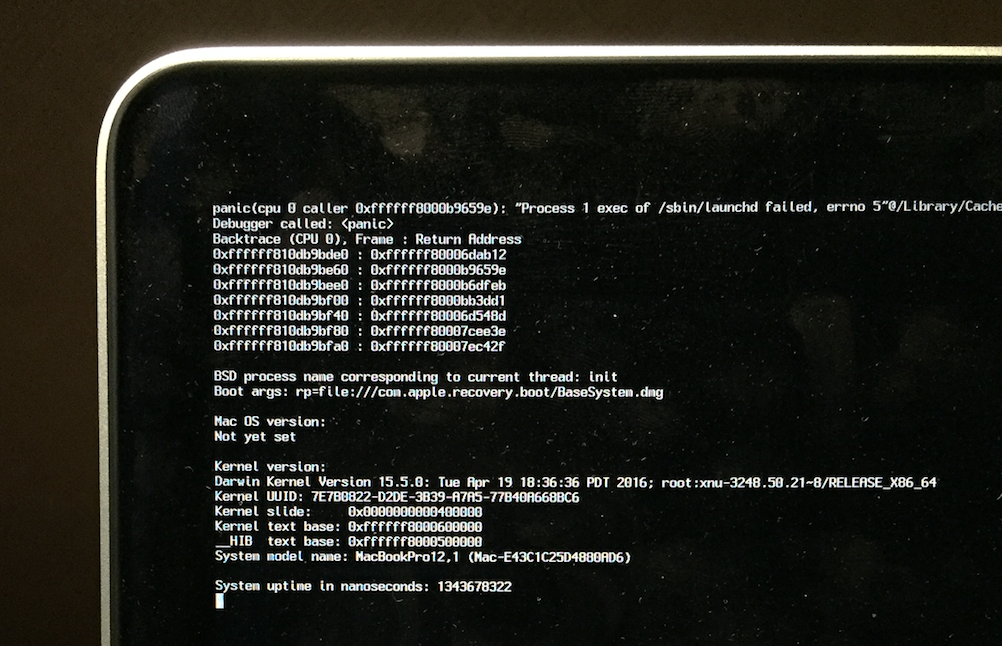 panic(cpu 0 caller 0xffffff8000b9659e): "Process 1 exec of /sbin/launchd failed, errno 5"@/Library/Cache
Debugger called: <panic>
Backtrace (CPU 0), Frame : Return Address
0xffffff810db9bde0 : 0xffffff80006dab12
0xffffff810db9be60 : 0xffffff8000b9659e
0xffffff810db9bee0 : 0xffffff8000b6dfeb
0xffffff810db9bf00 : 0xffffff8000bb3dd1
0xffffff810db9bf40 : 0xffffff80006d548d
0xffffff810db9bf80 : 0xffffff80007cee3e
0xffffff810db9bfa0 : 0xffffff80007ec42f
BSD process name corresponding to current thread: init
Boot args: rp=file:///com.apple.recovery.boot/BaseSystem.dmg
Mac OS version:
Not yet set
Kernel version:
Darwin Kernel Version 15.5.0: Tue Apr 19 18:36:36 PDT 2016; root:xnu-3248.50.21~8/RELEASE_X86_64
Kernel UUID: 7E7B0822-D2DE-3B39-A7A5-77B40A668BC6
Kernel slide:     0x0000000000400000
Kernel text base: 0xffffff8000600000
__HIB  text base: 0xffffff8000500000
System model name: MacBookPro12,1 (Mac-E43C1C25D4880AD6)
System uptime in nanoseconds: 1343678322